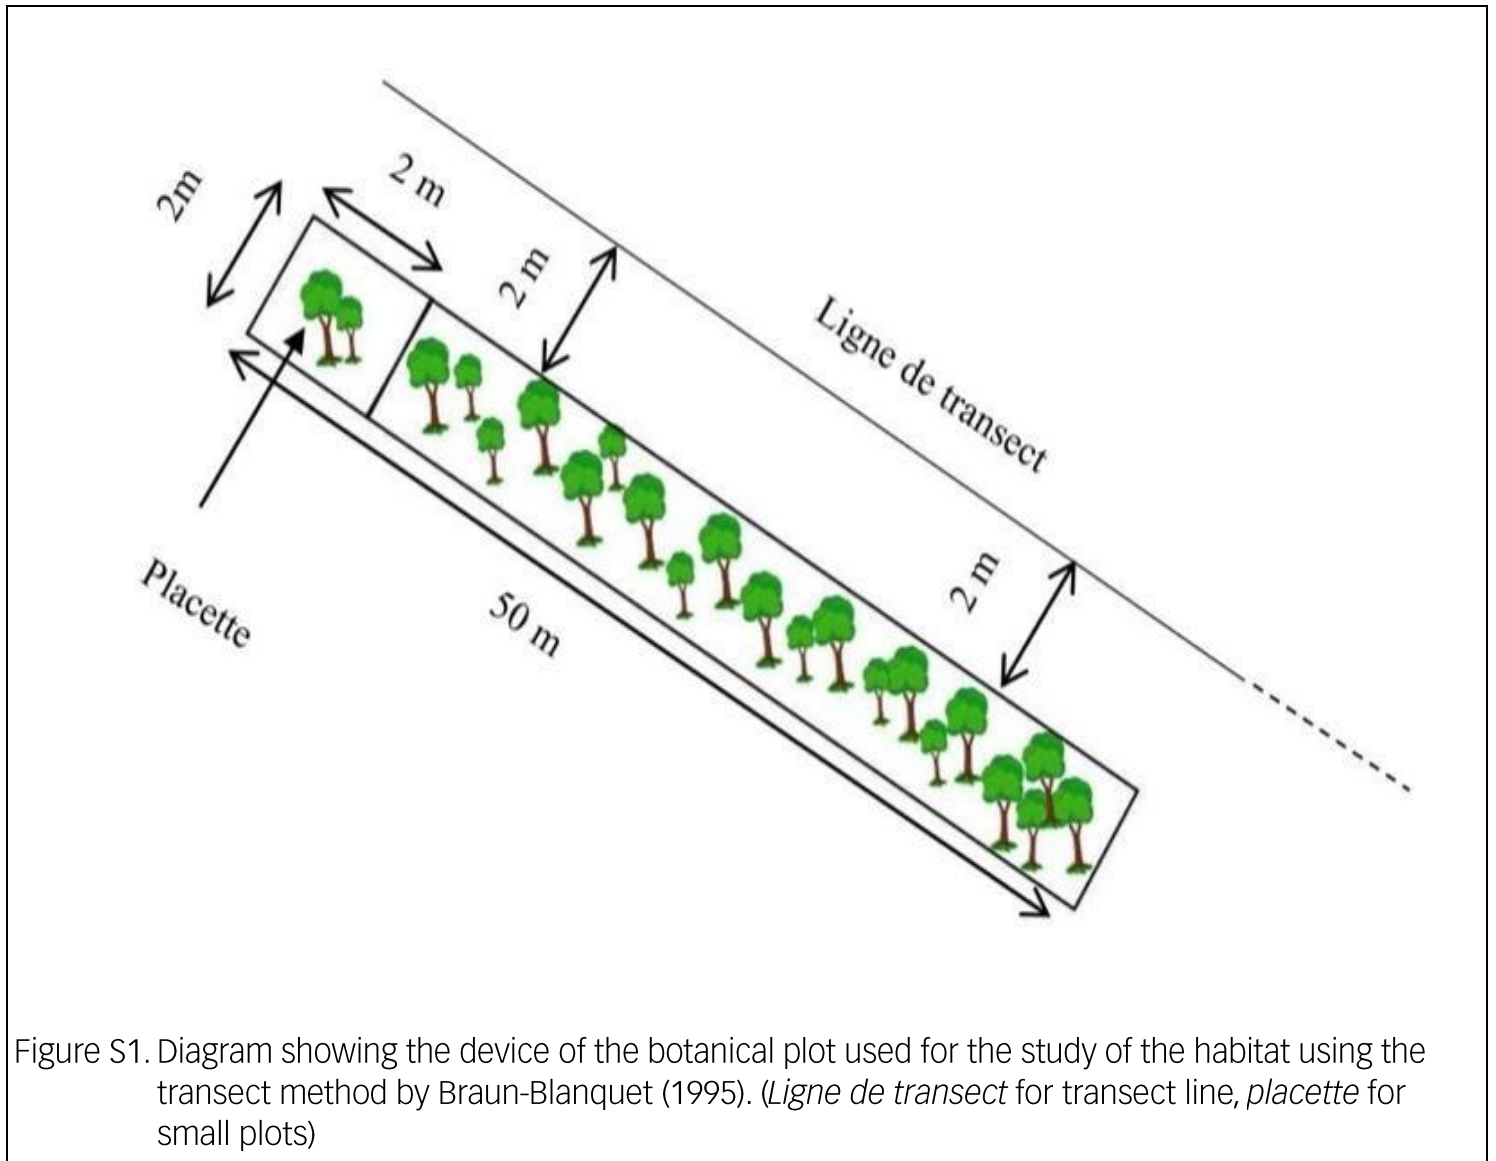 2m
2 m
2 m
Ligne de transect
2 m
Placette
50 m
Figure S1. Diagram showing the device of the botanical plot used for the study of the habitat using the
transect method by Braun-Blanquet (1995). (Ligne de transect for transect line, placette for
small plots)